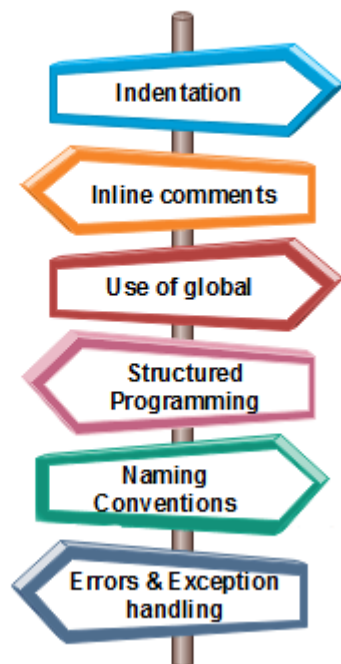 Indentation
Inline comments
Use of global
Structured
Programming
Naming
Conventions
Errors & Exception
handling